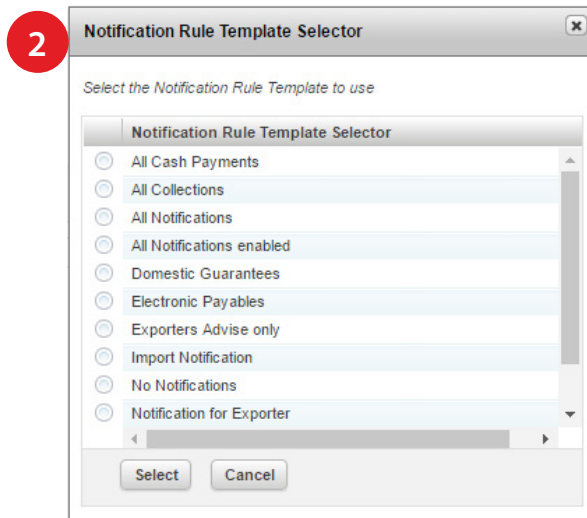 2
Notification Rule Template Selector
Select the Notification Rule Template to use
Notification Rule Template Selector
All Cash Payments
All Collections
All Notifications
All Notifications enabled
Domestic Guarantees
Electronic Payables
Exporters Advise only
Import Notification
No Notifications
Notification for Exporter
Select Cancel